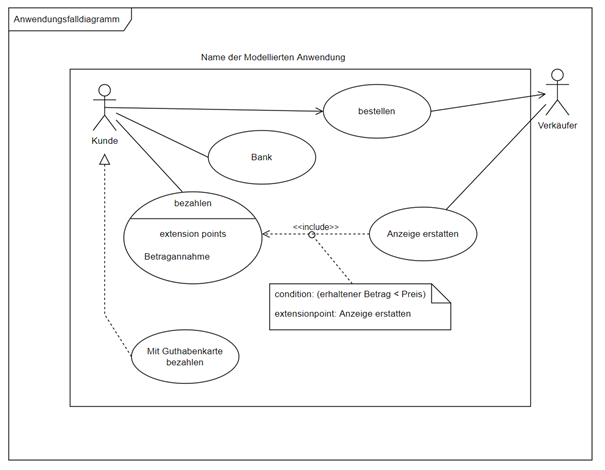 Anwendungsfalldiagramm
Name der Modellierten Anwendung
bestellen
Kunde
Verkäufer
Bank
bezahlen
extension points
Betragannahme
<<include>>
Anzeige erstatten
condition: (erhaltener Betrag < Preis)
extensionpoint: Anzeige erstatten
Mit Guthabenkarte
bezahlen